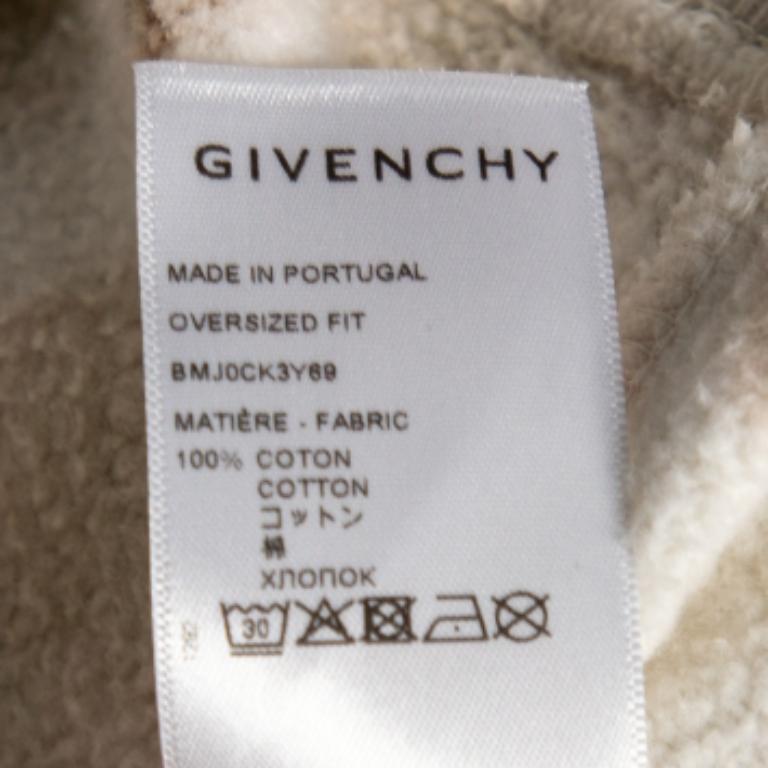 GIVENCHY
MADE IN PORTUGAL
OVERSIZED FIT
BMJ0CK3Y69
MATIÈRE - FABRIC
100% COTON
COTTON
コットン
棉
ХЛОПОК
30